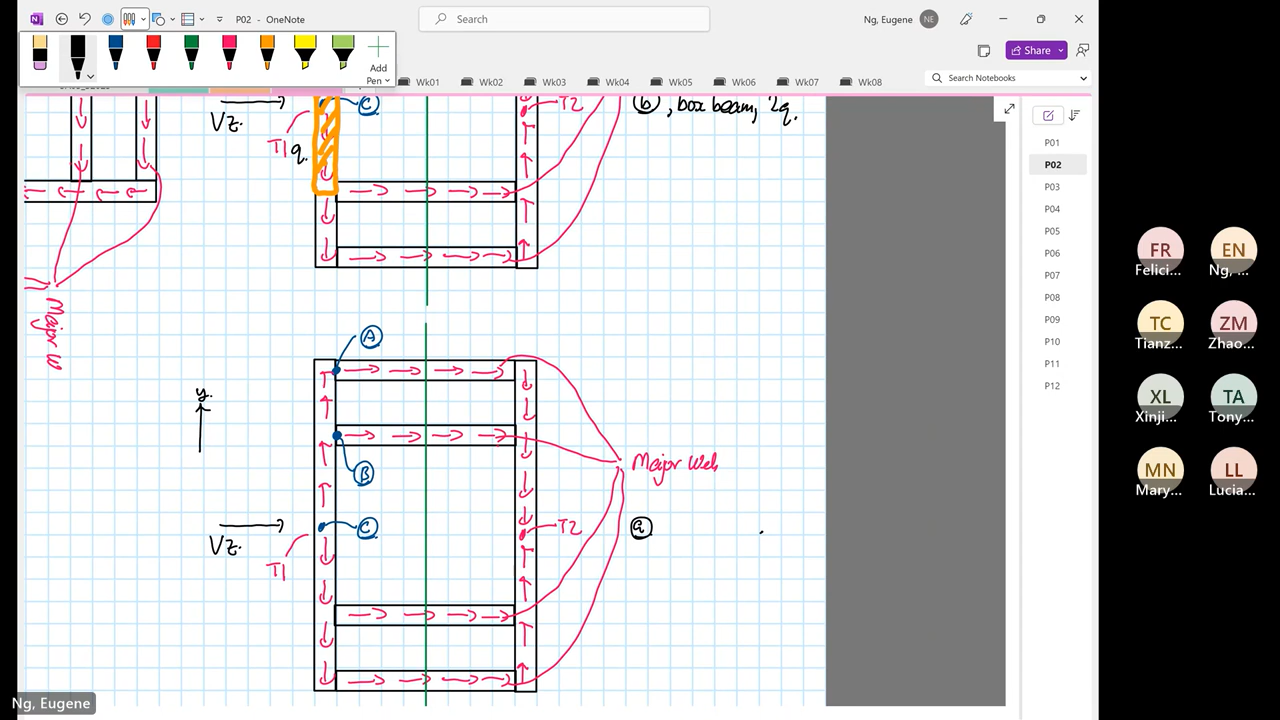 P02 - OneNote
Search
Ng, Eugene
NE
Add
Pen
Wk01
Wk02
Wk03
Wk04
Wk05
Wk06
Wk07
Wk08
Search Notebooks
Share
P01
P02
P03
P04
P05
P06
P07
P08
P09
P10
P11
P12
Vz.
T1
q.
C
T2
(b), box beam, 2q.
Major W
A
y.
B
Major Web
Vz.
C
T1
T2
a
FR
Felici...
EN
Ng, ...
TC
Tianz...
ZM
Zhao...
XL
Xinji...
TA
Tony...
MN
Mary...
LL
Lucia...
Ng, Eugene